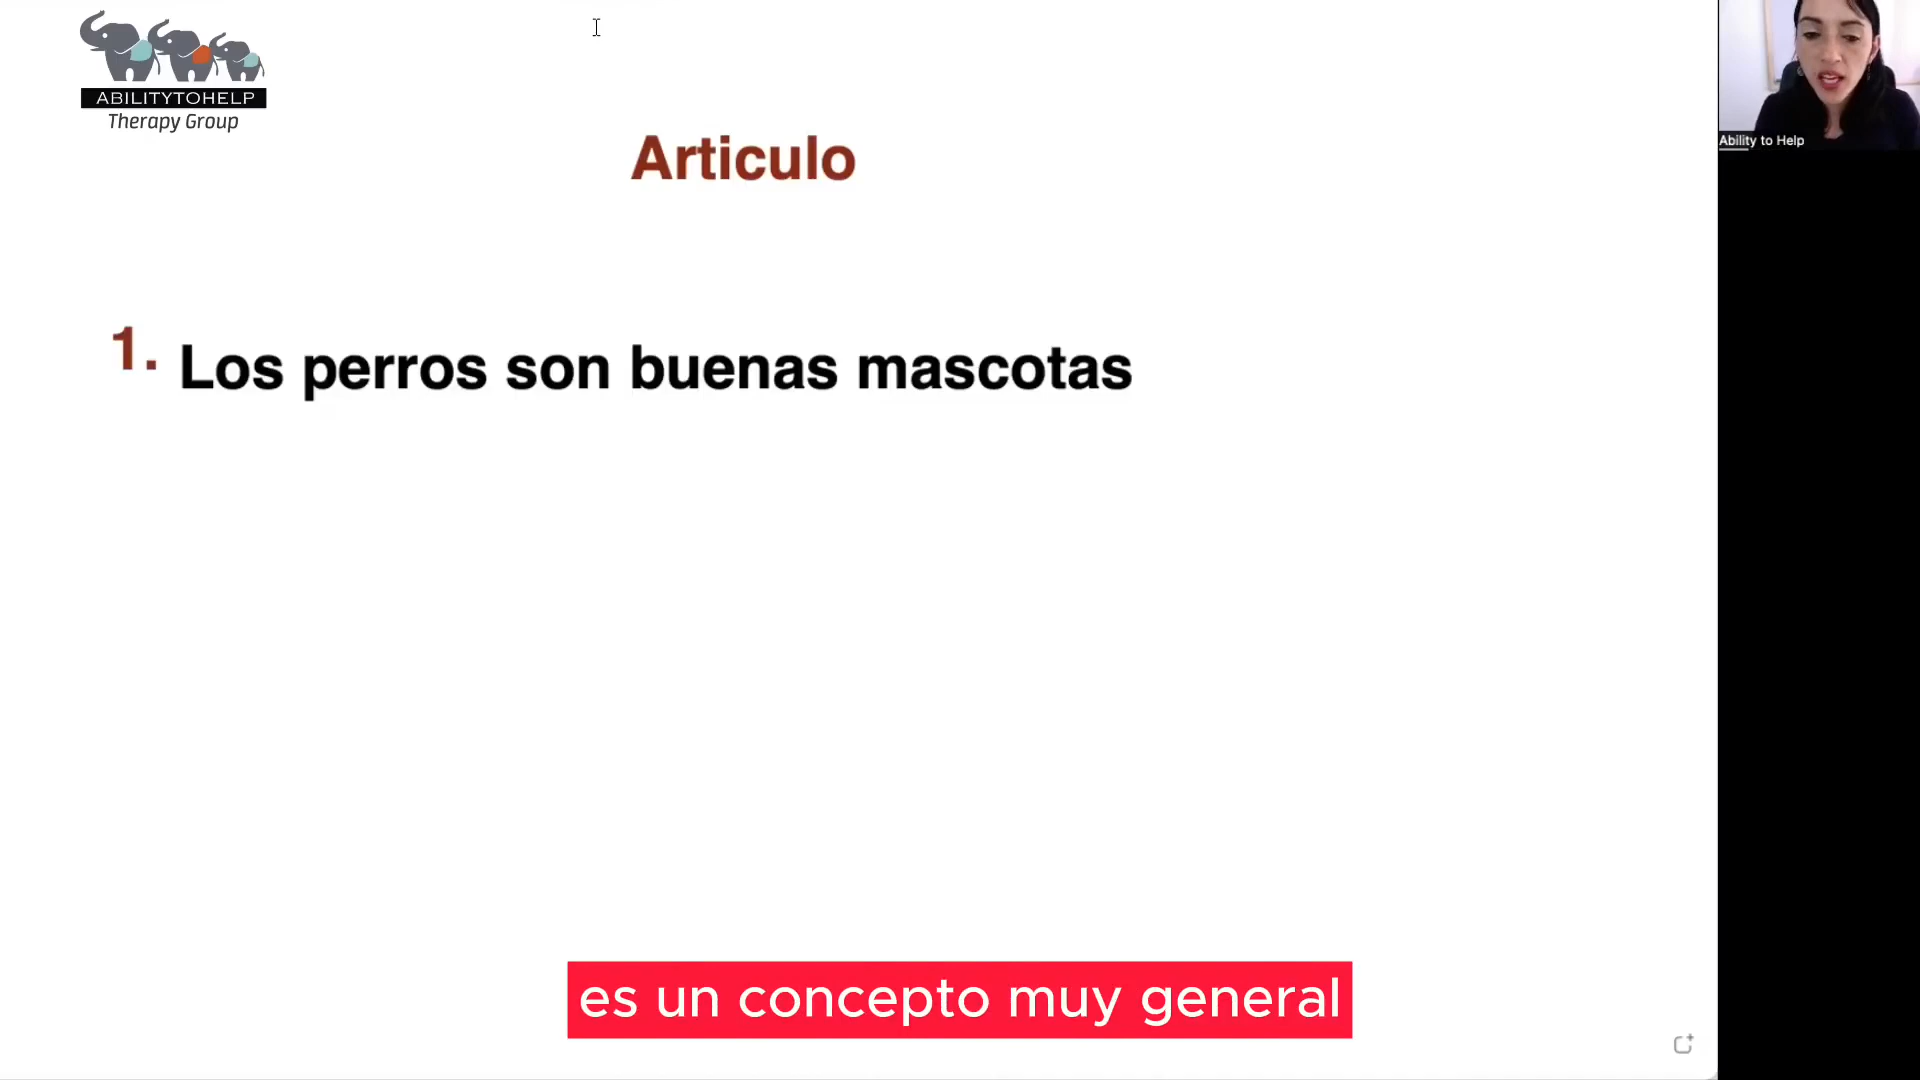 ABILITYTOHELP
Therapy Group
Ability to Help
Articulo
1. Los perros son buenas mascotas
es un concepto muy general